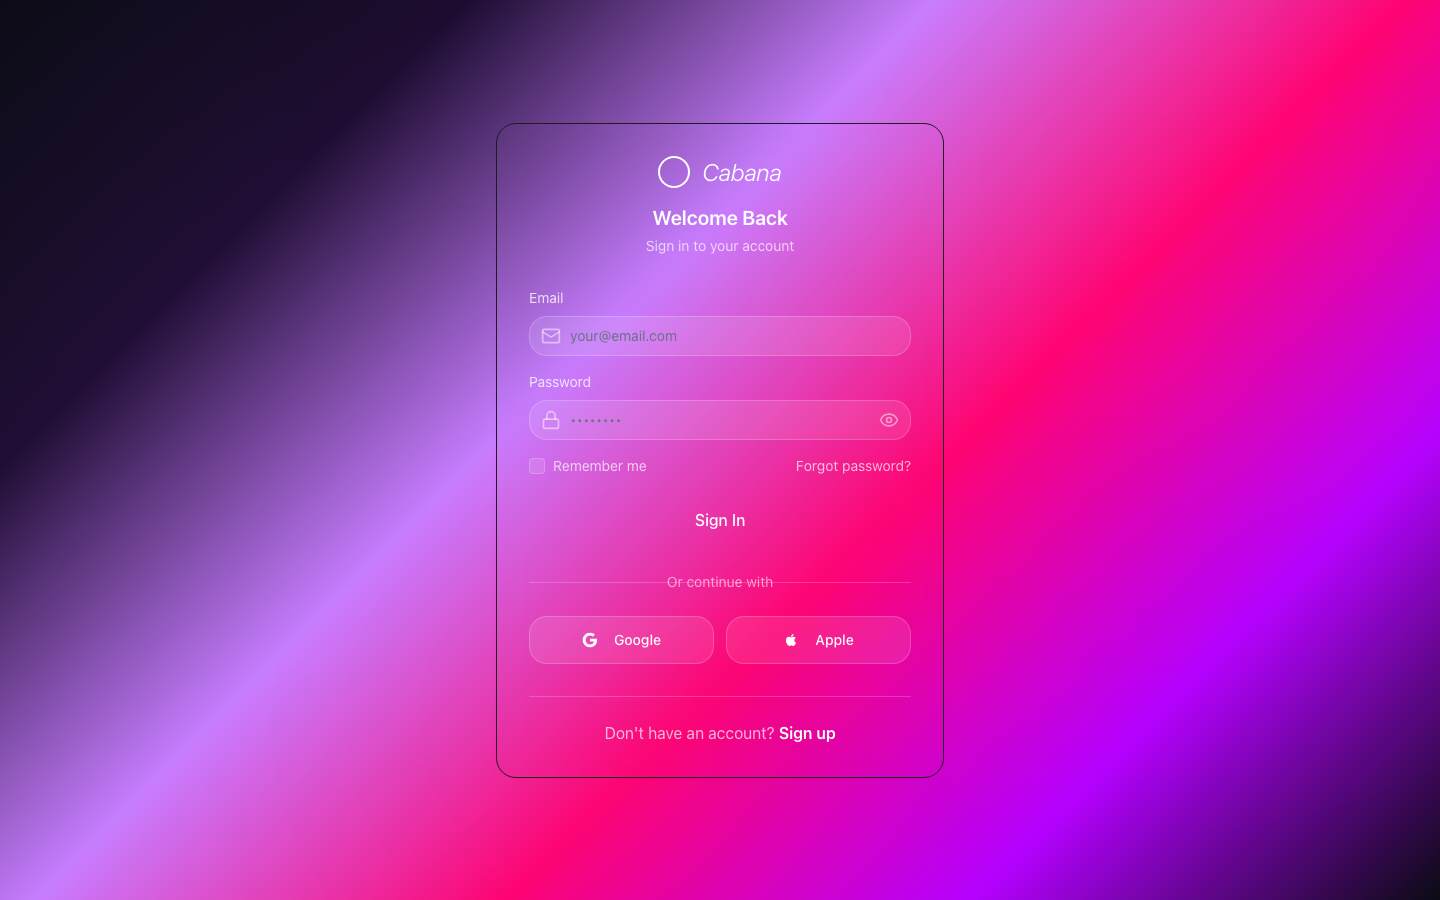 Cabana
Welcome Back
Sign in to your account
Email
your@email.com
Password
••••••••
Remember me
Forgot password?
Sign In
Or continue with
Google
Apple
Don't have an account? Sign up